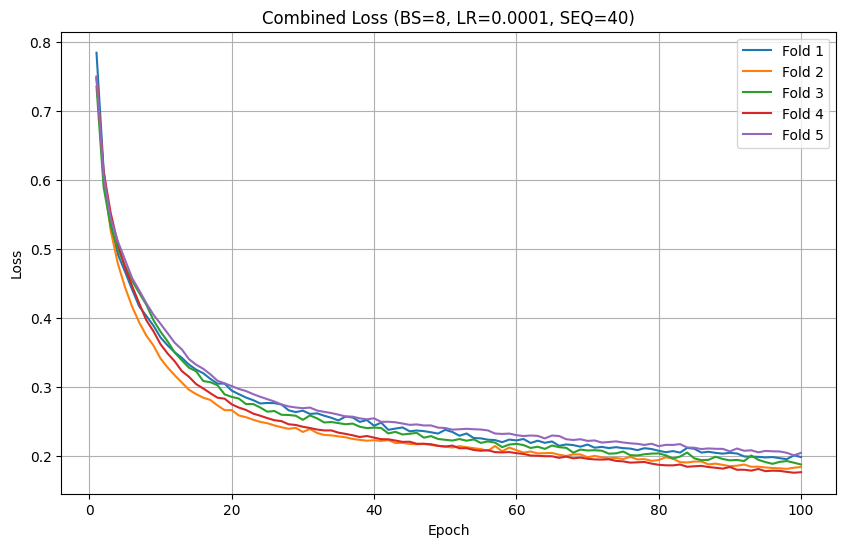 Combined Loss (BS=8, LR=0.0001, SEQ=40)
0.8
0.7
0.6
0.5
0.4
0.3
0.2
Loss
Fold 1
Fold 2
Fold 3
Fold 4
Fold 5
0 20 40 60 80 100
Epoch